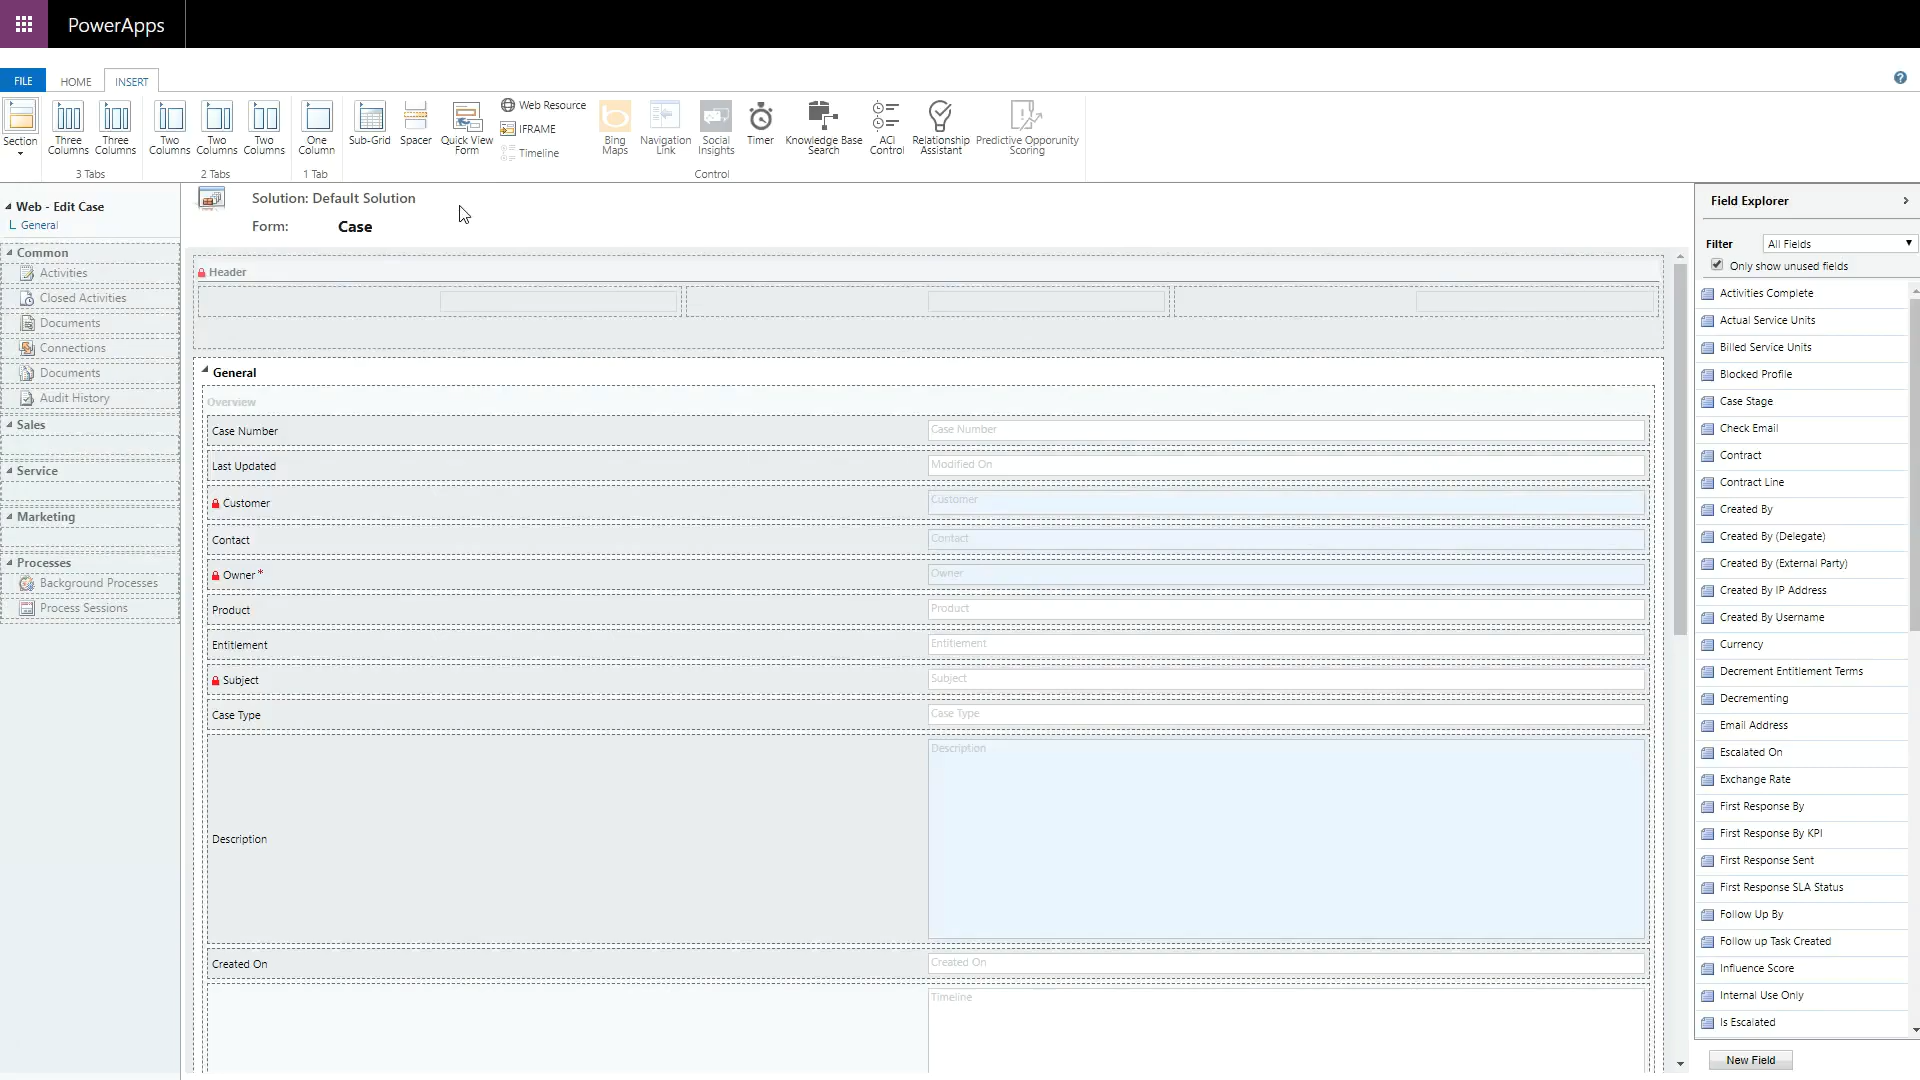 PowerApps
FILE
HOME
INSERT
Section
Three Columns
Three Columns
3 Tabs
Two Columns
Two Columns
Two Columns
2 Tabs
One Column
1 Tab
Sub-Grid
Spacer
Quick View Form
Web Resource
IFRAME
Timeline
Bing Maps
Navigation Link
Social Insights
Timer
Knowledge Base Search
ACI Control
Relationship Assistant
Predictive Opporunity Scoring
Control
Web - Edit Case
General
Common
Activities
Closed Activities
Documents
Connections
Documents
Audit History
Sales
Service
Marketing
Processes
Background Processes
Process Sessions
Solution: Default Solution
Form: Case
Header
General
Overview
Case Number Case Number
Last Updated Modified On
Customer Customer
Contact Contact
Owner* Owner
Product Product
Entitlement Entitlement
Subject Subject
Case Type Case Type
Description
Description
Created On Created On
Timeline
Field Explorer
Filter All Fields
Only show unused fields
Activities Complete
Actual Service Units
Billed Service Units
Blocked Profile
Case Stage
Check Email
Contract
Contract Line
Created By
Created By (Delegate)
Created By (External Party)
Created By IP Address
Created By Username
Currency
Decrement Entitlement Terms
Decrementing
Email Address
Escalated On
Exchange Rate
First Response By
First Response By KPI
First Response Sent
First Response SLA Status
Follow Up By
Follow up Task Created
Influence Score
Internal Use Only
Is Escalated
New Field